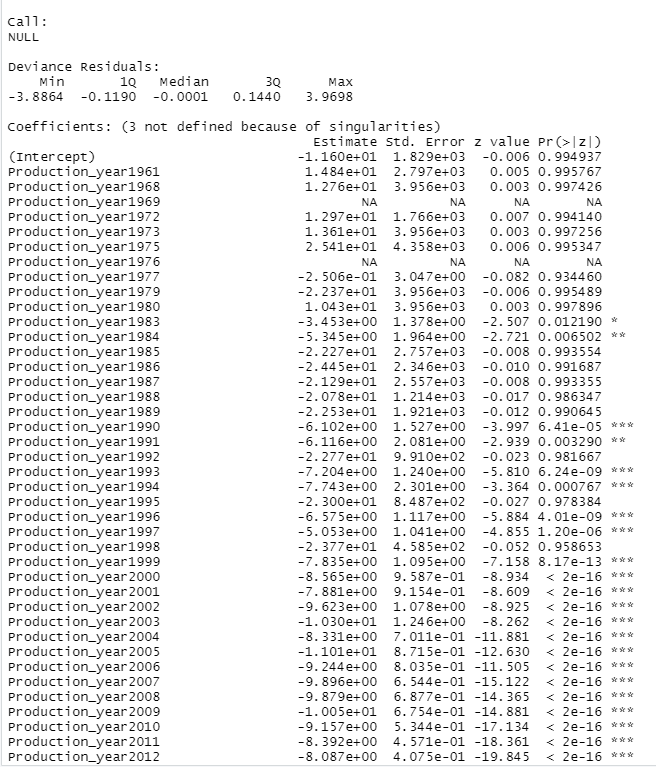 Call:
NULL
Deviance Residuals:
Min 1Q Median 3Q Max
-3.8864 -0.1190 -0.0001 0.1440 3.9698
Coefficients: (3 not defined because of singularities)
Estimate Std. Error z value Pr(>|z|)
(Intercept) -1.160e+01 1.829e+03 -0.006 0.994937
Production_year1961 1.484e+01 2.797e+03 0.005 0.995767
Production_year1968 1.276e+01 3.956e+03 0.003 0.997426
Production_year1969 NA NA NA NA
Production_year1972 1.297e+01 1.766e+03 0.007 0.994140
Production_year1973 1.361e+01 3.956e+03 0.003 0.997256
Production_year1975 2.541e+01 4.358e+03 0.006 0.995347
Production_year1976 NA NA NA NA
Production_year1977 -2.506e-01 3.047e+00 -0.082 0.934460
Production_year1979 -2.237e+01 3.956e+03 -0.006 0.995489
Production_year1980 1.043e+01 3.956e+03 0.003 0.997896
Production_year1983 -3.453e+00 1.378e+00 -2.507 0.012190 *
Production_year1984 -5.345e+00 1.964e+00 -2.721 0.006502 **
Production_year1985 -2.227e+01 2.757e+03 -0.008 0.993554
Production_year1986 -2.445e+01 2.346e+03 -0.010 0.991687
Production_year1987 -2.129e+01 2.557e+03 -0.008 0.993355
Production_year1988 -2.078e+01 1.214e+03 -0.017 0.986347
Production_year1989 -2.253e+01 1.921e+03 -0.012 0.990645
Production_year1990 -6.102e+00 1.527e+00 -3.997 6.41e-05 ***
Production_year1991 -6.116e+00 2.081e+00 -2.939 0.003290 **
Production_year1992 -2.277e+01 9.910e+02 -0.023 0.981667
Production_year1993 -7.204e+00 1.240e+00 -5.810 6.24e-09 ***
Production_year1994 -7.743e+00 2.301e+00 -3.364 0.000767 ***
Production_year1995 -2.300e+01 8.487e+02 -0.027 0.978384
Production_year1996 -6.575e+00 1.117e+00 -5.884 4.01e-09 ***
Production_year1997 -5.053e+00 1.041e+00 -4.855 1.20e-06 ***
Production_year1998 -2.377e+01 4.585e+02 -0.052 0.958653
Production_year1999 -7.835e+00 1.095e+00 -7.158 8.17e-13 ***
Production_year2000 -8.565e+00 9.587e-01 -8.934 < 2e-16 ***
Production_year2001 -7.881e+00 9.154e-01 -8.609 < 2e-16 ***
Production_year2002 -9.623e+00 1.078e+00 -8.925 < 2e-16 ***
Production_year2003 -1.030e+01 1.246e+00 -8.262 < 2e-16 ***
Production_year2004 -8.331e+00 7.011e-01 -11.881 < 2e-16 ***
Production_year2005 -1.101e+01 8.715e-01 -12.630 < 2e-16 ***
Production_year2006 -9.244e+00 8.035e-01 -11.505 < 2e-16 ***
Production_year2007 -9.896e+00 6.544e-01 -15.122 < 2e-16 ***
Production_year2008 -9.879e+00 6.877e-01 -14.365 < 2e-16 ***
Production_year2009 -1.005e+01 6.754e-01 -14.881 < 2e-16 ***
Production_year2010 -9.157e+00 5.344e-01 -17.134 < 2e-16 ***
Production_year2011 -8.392e+00 4.571e-01 -18.361 < 2e-16 ***
Production_year2012 -8.087e+00 4.075e-01 -19.845 < 2e-16 ***